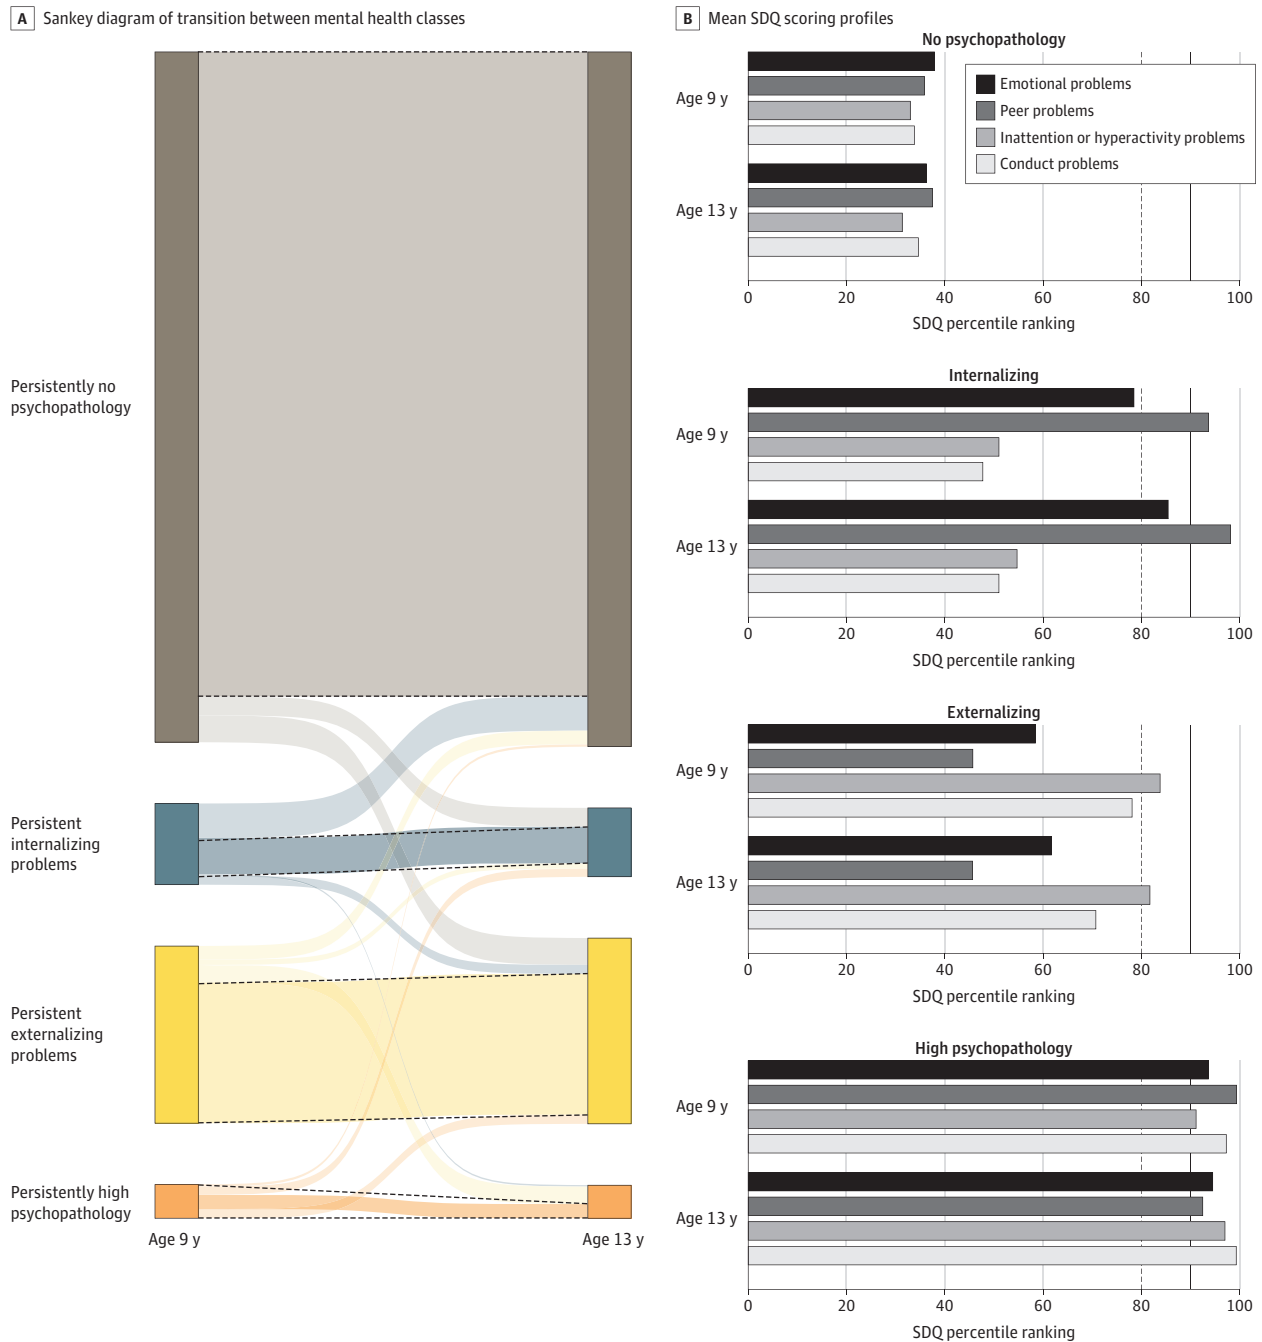 A Sankey diagram of transition between mental health classes
Persistently no
psychopathology
Persistent
internalizing
problems
Persistent
externalizing
problems
Persistently high
psychopathology
Age 9 y
Age 13 y
B Mean SDQ scoring profiles
No psychopathology
Emotional problems
Peer problems
Inattention or hyperactivity problems
Conduct problems
Age 9 y
Age 13 y
0 20 40 60 80 100
SDQ percentile ranking
Internalizing
Age 9 y
Age 13 y
0 20 40 60 80 100
SDQ percentile ranking
Externalizing
Age 9 y
Age 13 y
0 20 40 60 80 100
SDQ percentile ranking
High psychopathology
Age 9 y
Age 13 y
0 20 40 60 80 100
SDQ percentile ranking